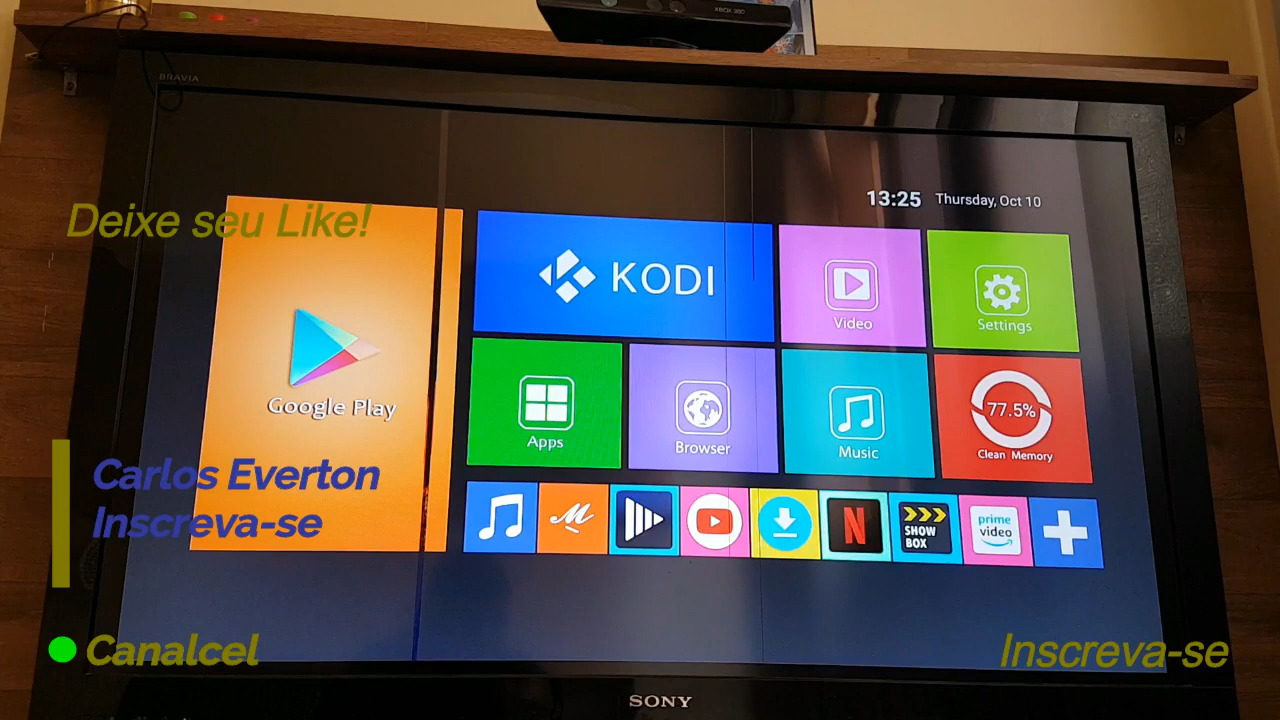 XBOX 360
BRAVIA
13:25 Thursday, Oct 10
Deixe seu Like!
KODI
Video
Settings
Google Play
Apps
Browser
Music
77.5%
Clean Memory
Carlos Everton
Inscreva-se
M
N
SHOW
BOX
prime
video
Canalcel
Inscreva-se
SONY